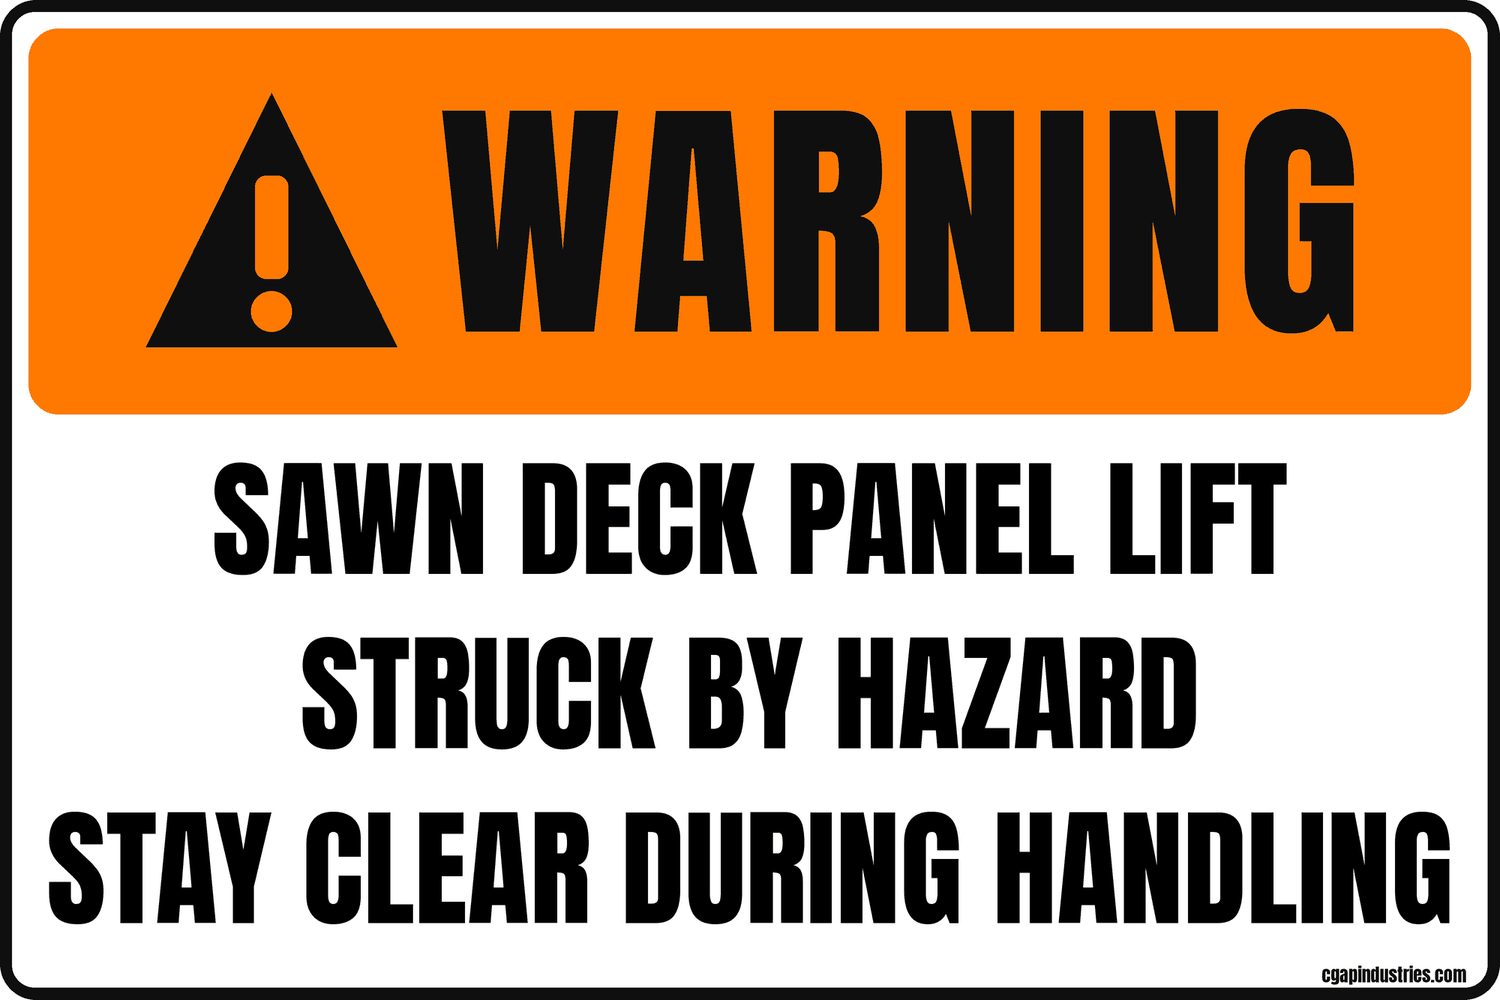 WARNING
SAWN DECK PANEL LIFT
STRUCK BY HAZARD
STAY CLEAR DURING HANDLING
cgapindustries.com